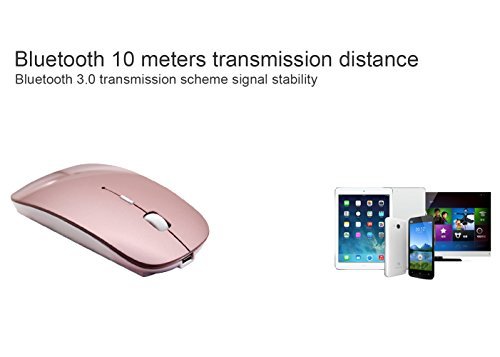 Bluetooth 10 meters transmission distance
Bluetooth 3.0 transmission scheme signal stability